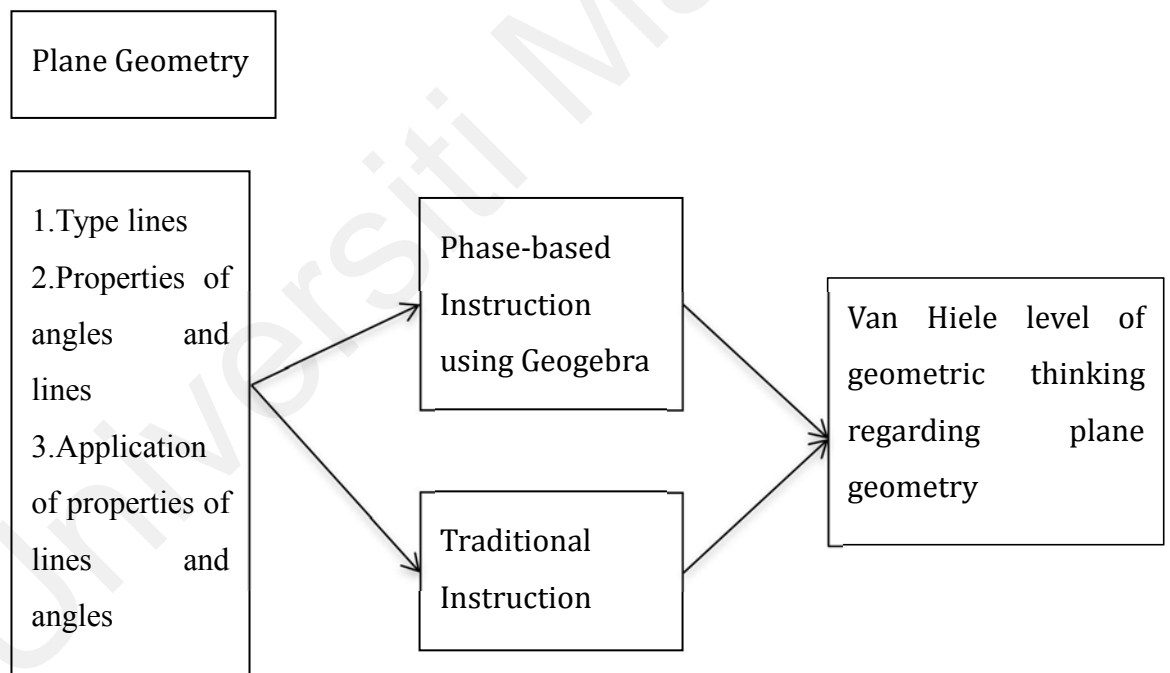 Plane Geometry
1.Type lines
2.Properties of
angles and
lines
3.Application
of properties of
lines and
angles
Phase-based
Instruction
using Geogebra
Traditional
Instruction
Van Hiele level of
geometric thinking
regarding plane
geometry
Universiti